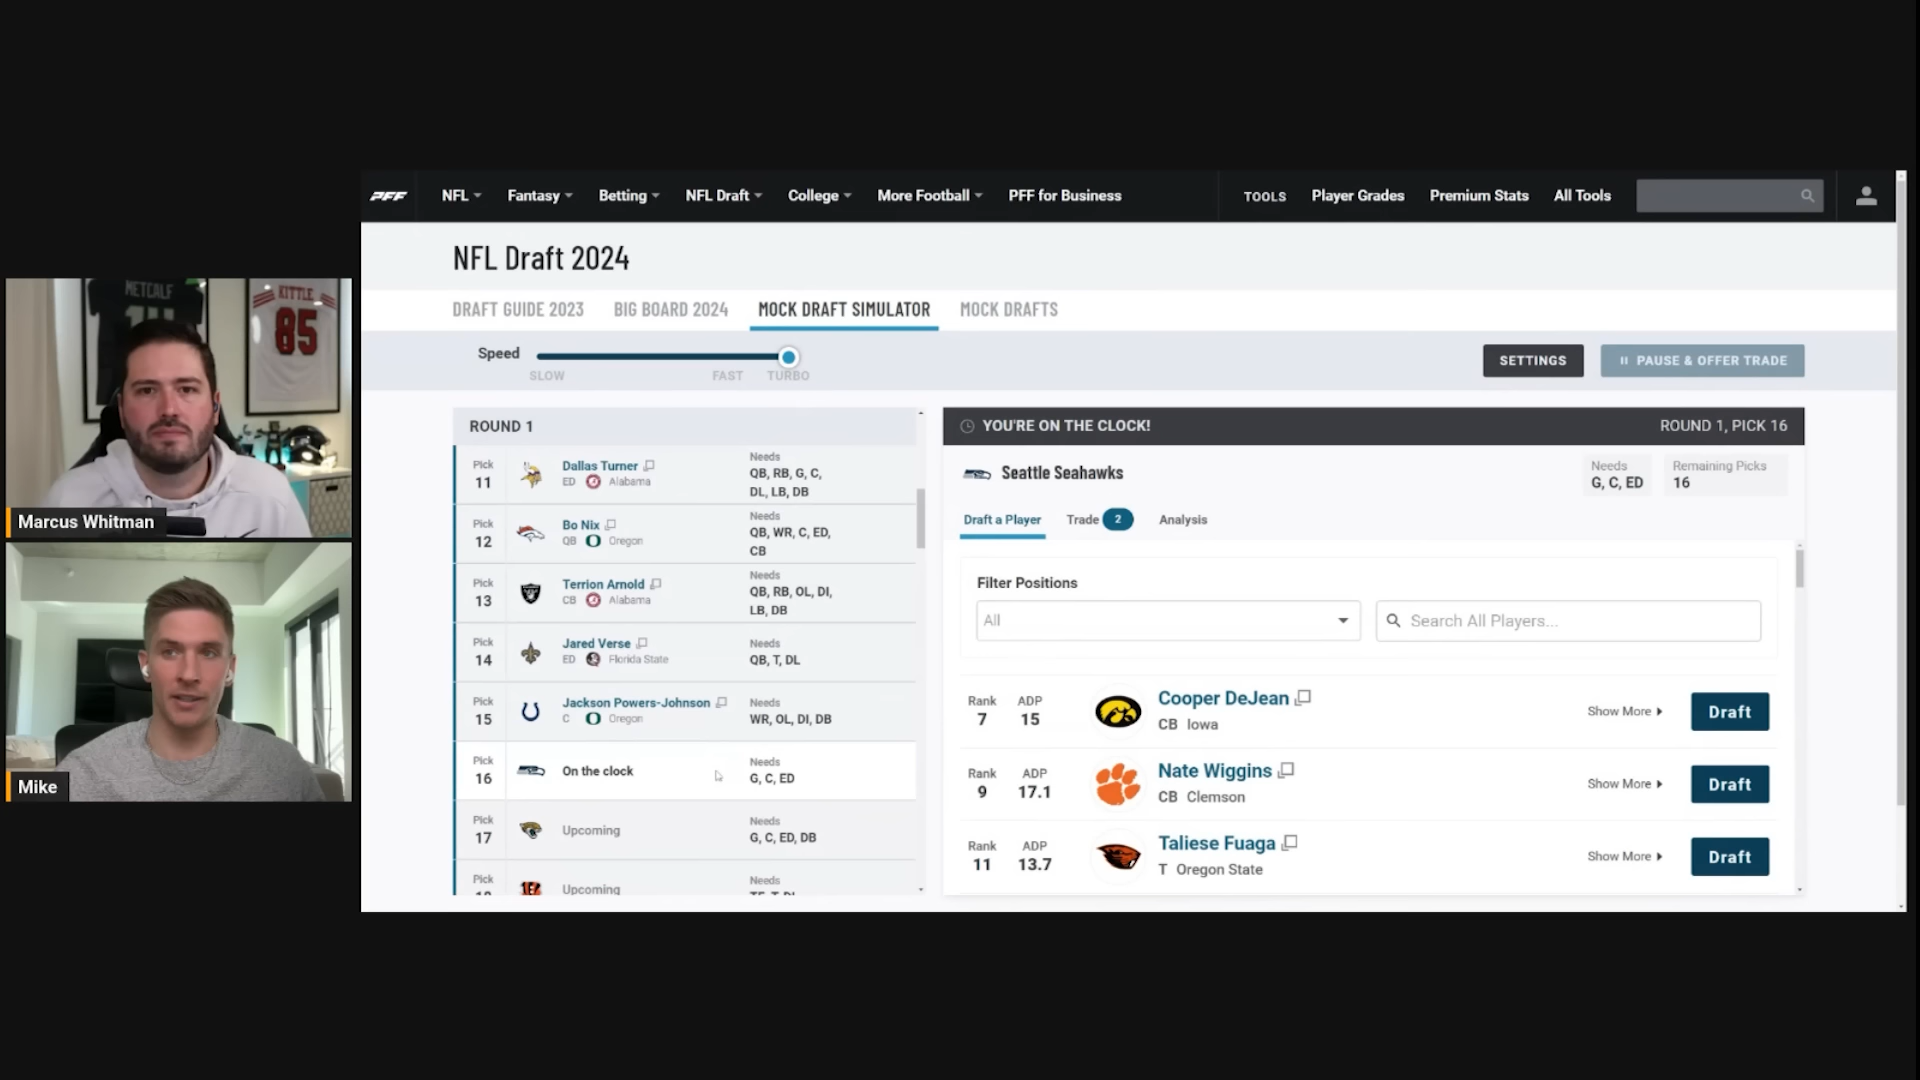 PFF
NFL
Fantasy
Betting
NFL Draft
College
More Football
PFF for Business
TOOLS
Player Grades
Premium Stats
All Tools
NFL Draft 2024
DRAFT GUIDE 2023
BIG BOARD 2024
MOCK DRAFT SIMULATOR
MOCK DRAFTS
Speed
SLOW
FAST
TURBO
SETTINGS
PAUSE & OFFER TRADE
METCALF
KITTLE
85
Marcus Whitman
Mike
ROUND 1
Pick
11
Dallas Turner
ED Alabama
Needs
QB, RB, G, C,
DL, LB, DB
Pick
12
Bo Nix
QB Oregon
Needs
QB, WR, C, ED,
CB
Pick
13
Terrion Arnold
CB Alabama
Needs
QB, RB, OL, DI,
LB, DB
Pick
14
Jared Verse
ED Florida State
Needs
QB, T, DL
Pick
15
Jackson Powers-Johnson
C Oregon
Needs
WR, OL, DI, DB
Pick
16
On the clock
Needs
G, C, ED
Pick
17
Upcoming
Needs
G, C, ED, DB
Pick
Upcoming
Needs
YOU'RE ON THE CLOCK!
ROUND 1, PICK 16
Seattle Seahawks
Needs
G, C, ED
Remaining Picks
16
Draft a Player
Trade 2
Analysis
Filter Positions
All
Search All Players...
Rank
7
ADP
15
Cooper DeJean
CB Iowa
Show More
Draft
Rank
9
ADP
17.1
Nate Wiggins
CB Clemson
Show More
Draft
Rank
11
ADP
13.7
Taliese Fuaga
T Oregon State
Show More
Draft